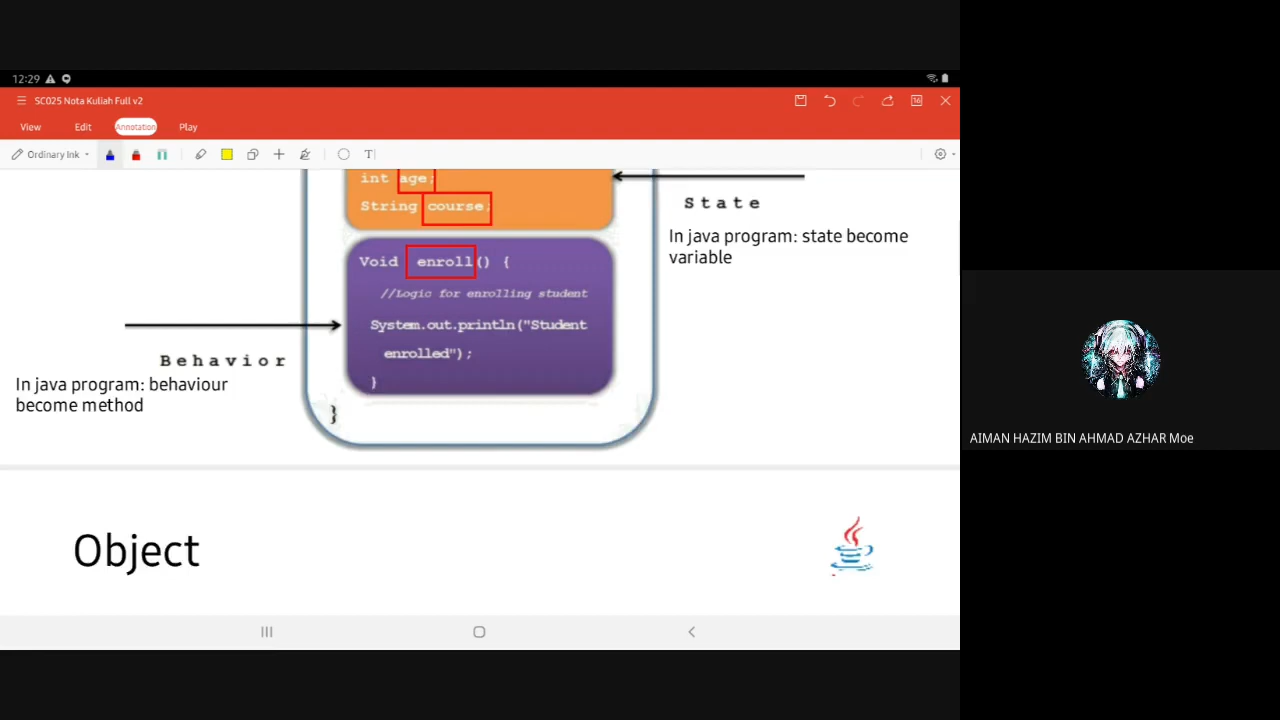 12:29
SC025 Nota Kuliah Full v2
View Edit Annotation Play
Ordinary Ink
16
T
int age;
String course;
State
In java program: state become
variable
Void enroll() {
//Logic for enrolling student
System.out.println("Student
enrolled");
}
Behavior
In java program: behaviour
become method
}
Object
AIMAN HAZIM BIN AHMAD AZHAR Moe